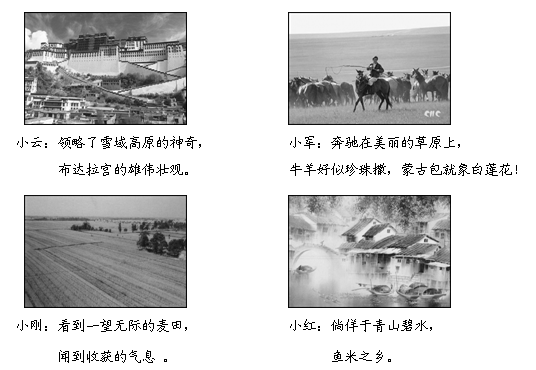 小云：领略了雪域高原的神奇，
布达拉宫的雄伟壮观。
小军：奔驰在美丽的草原上，
牛羊好似珍珠撒，蒙古包就象白莲花！
小刚：看到一望无际的麦田，
闻到收获的气息 。
小红：倘佯于青山碧水，
鱼米之乡。